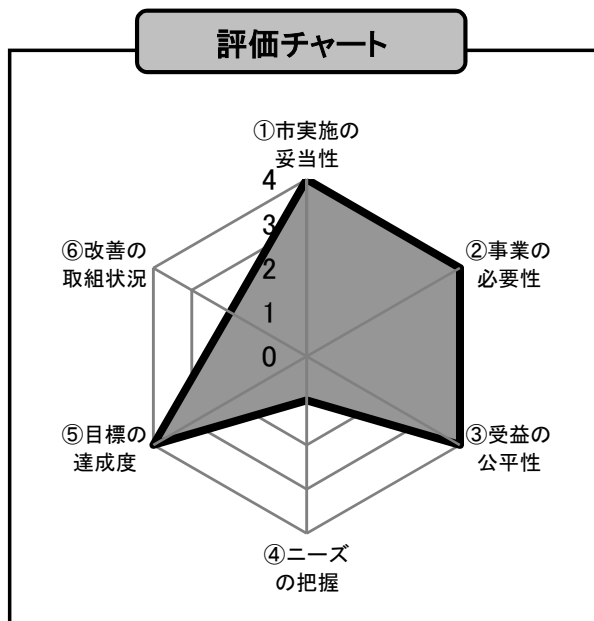 評価チャート
①市実施の
妥当性
4
3
2
1
0
②事業の
必要性
③受益の
公平性
④ニーズ
の把握
⑤目標の
達成度
⑥改善の
取組状況